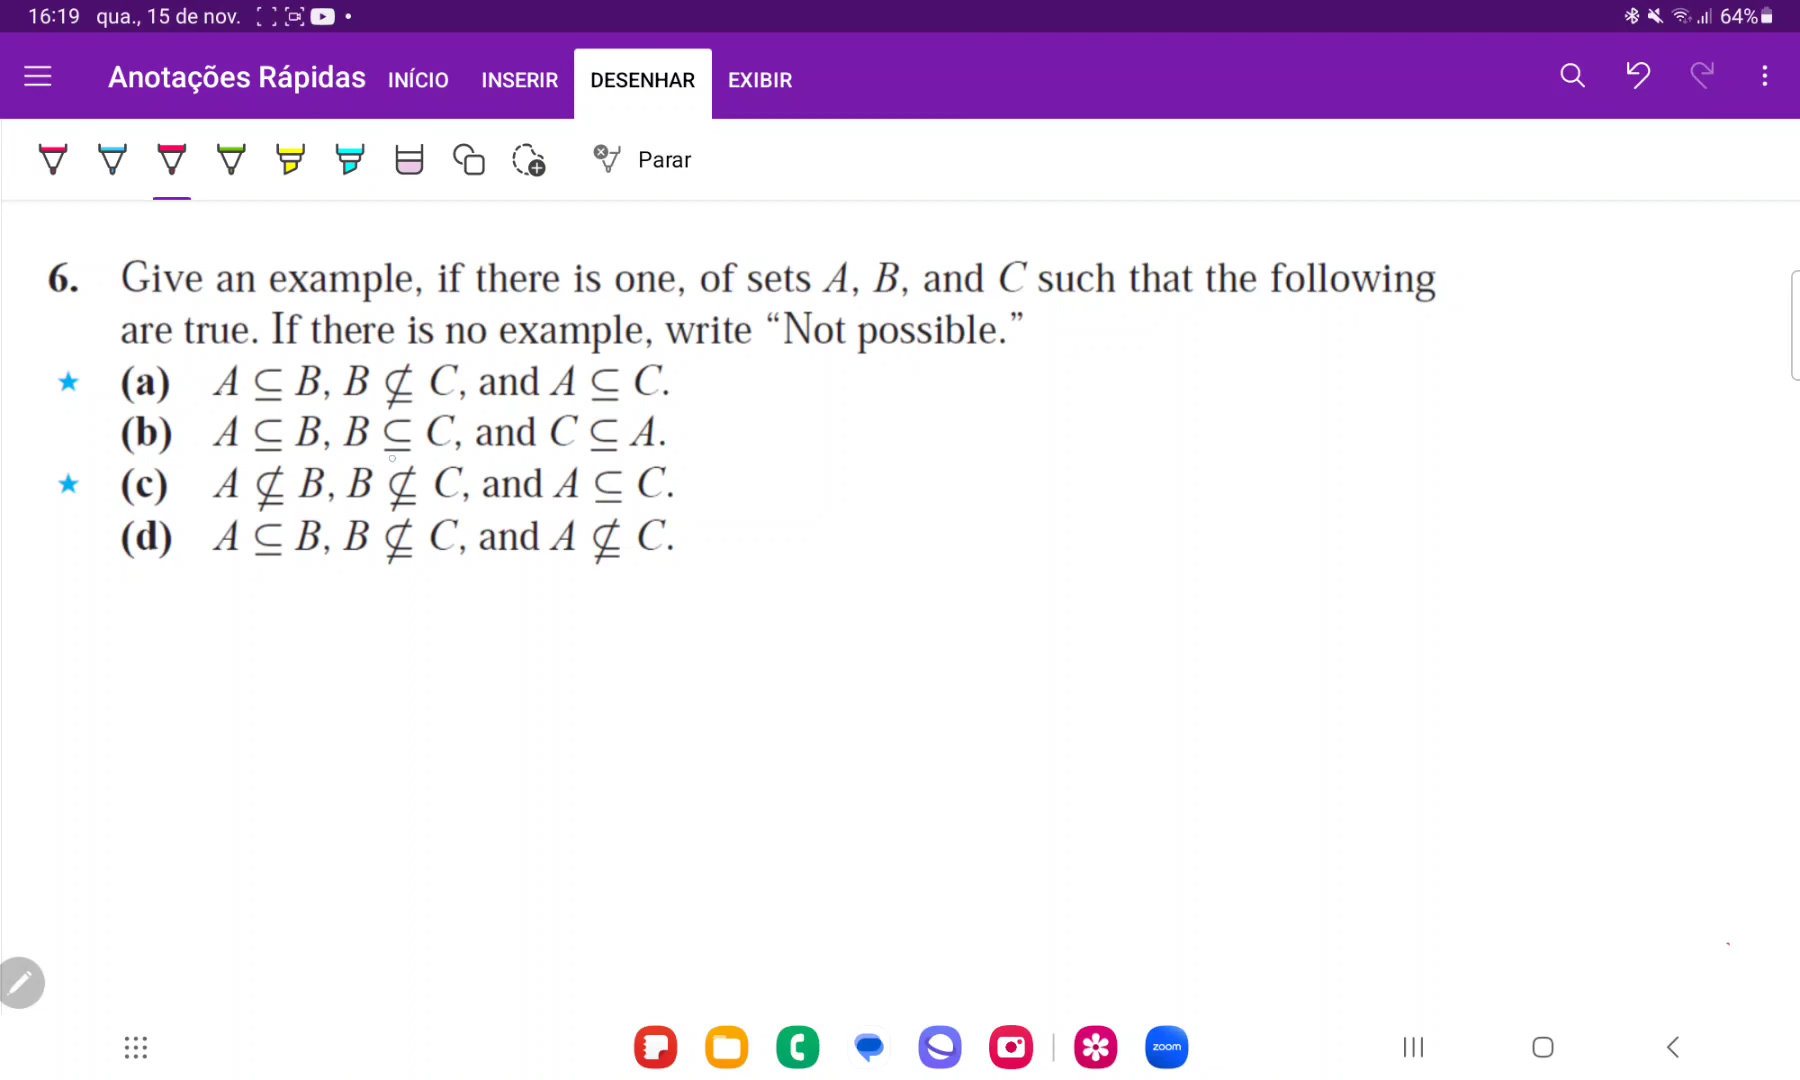 16:19 qua., 15 de nov. 64%
Anotações Rápidas INÍCIO INSERIR DESENHAR EXIBIR
Parar
6. Give an example, if there is one, of sets A, B, and C such that the following
are true. If there is no example, write “Not possible.”
★ (a) A ⊆ B, B ⊈ C, and A ⊆ C.
(b) A ⊆ B, B ⊆ C, and C ⊆ A.
★ (c) A ⊈ B, B ⊈ C, and A ⊆ C.
(d) A ⊆ B, B ⊈ C, and A ⊈ C.
zoom